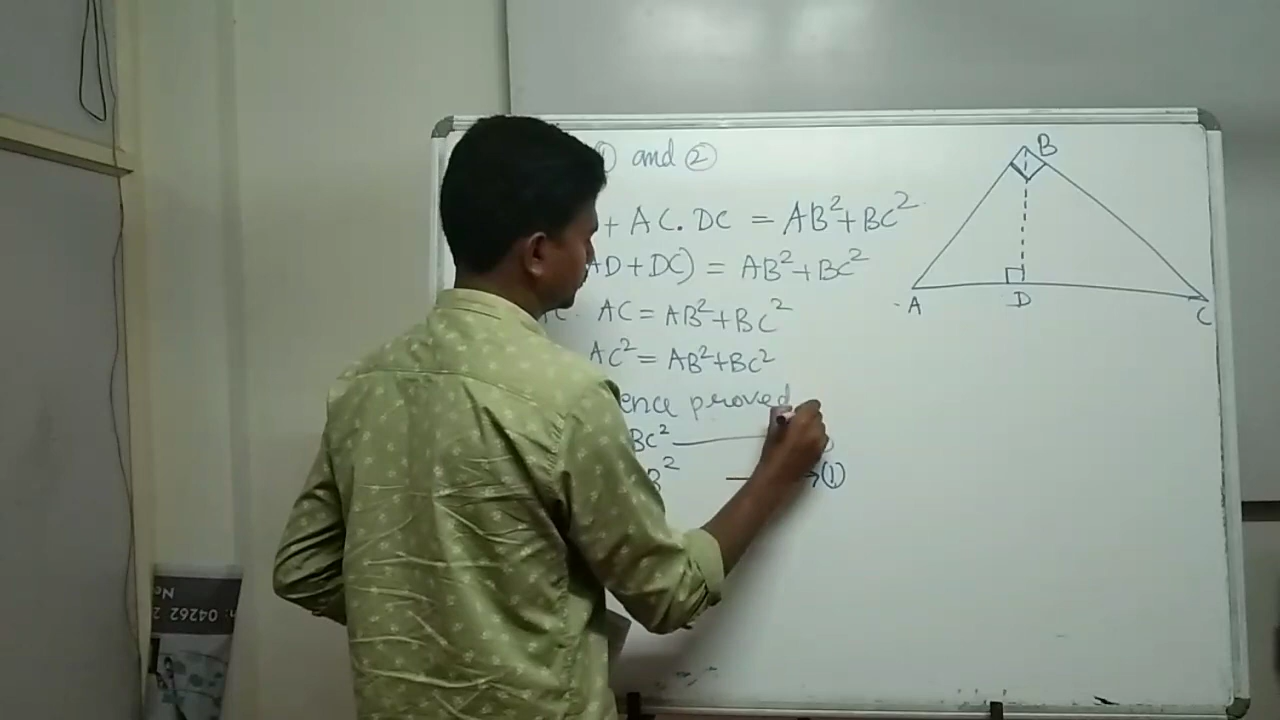 ① and ②
+ AC. DC = AB²+BC²
AD + DC) = AB²+BC²
AC = AB²+BC²
AC² = AB²+BC²
ence proved
BC²
B² → ①
B
A
D
C
04262 2
Ne